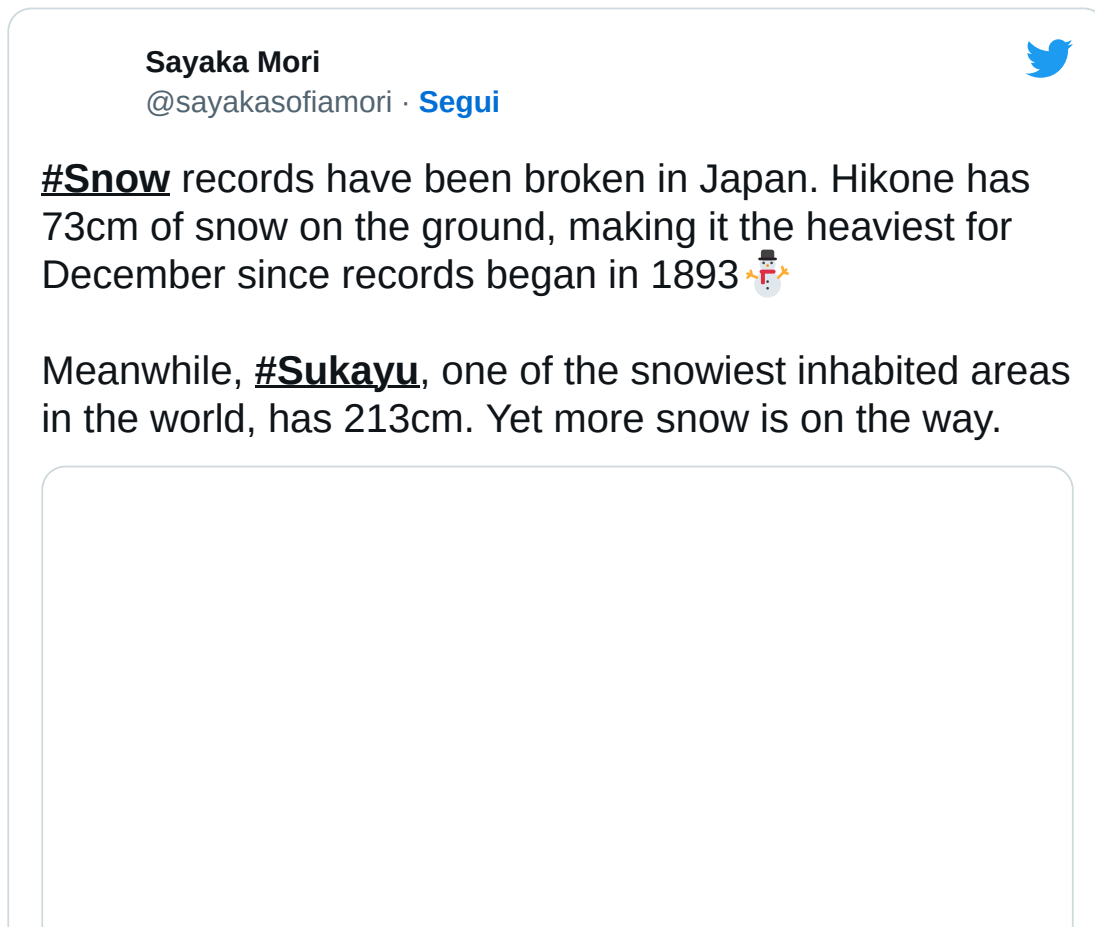 Sayaka Mori
@sayakasofiamori · Segui
#Snow records have been broken in Japan. Hikone has
73cm of snow on the ground, making it the heaviest for
December since records began in 1893⛄
Meanwhile, #Sukayu, one of the snowiest inhabited areas
in the world, has 213cm. Yet more snow is on the way.